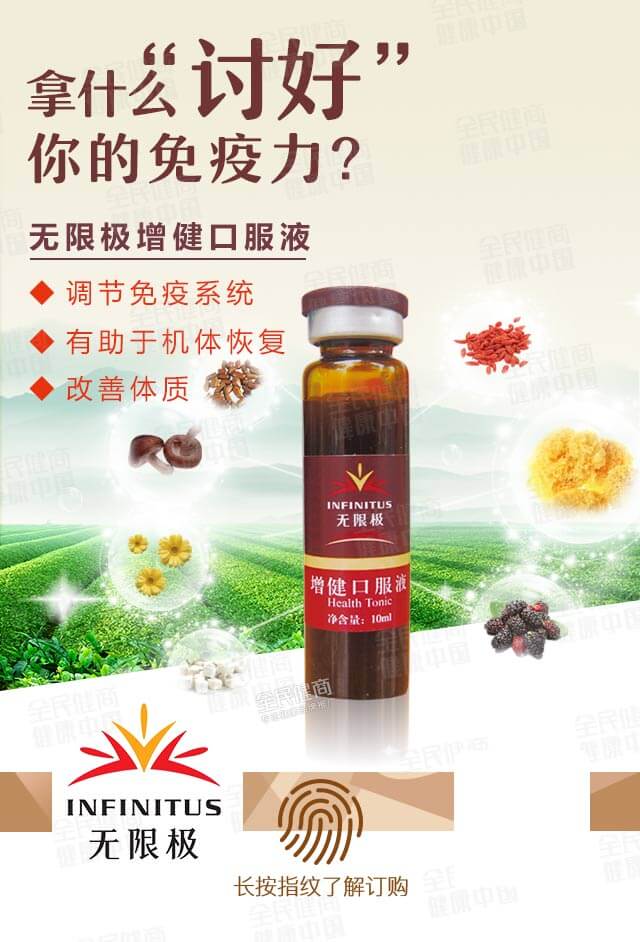 拿什么“讨好”
你的免疫力？
无限极增健口服液
◆ 调节免疫系统
◆ 有助于机体恢复
◆ 改善体质
INFINITUS
无限极
增健口服液
Health Tonic
净含量：10ml
INFINITUS
无限极
长按指纹了解订购
全民健商
健康中国